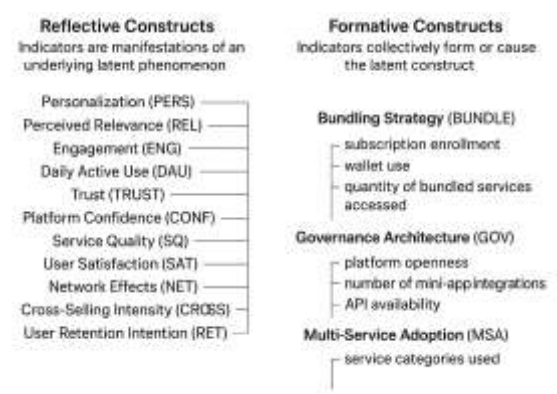 Reflective Constructs
Indicators are manifestations of an
underlying latent phenomenon
Personalization (PERS)
Perceived Relevance (REL)
Engagement (ENG)
Daily Active Use (DAU)
Trust (TRUST)
Platform Confidence (CONF)
Service Quality (SQ)
User Satisfaction (SAT)
Network Effects (NET)
Cross-Selling Intensity (CROSS)
User Retention Intention (RET)
Formative Constructs
Indicators collectively form or cause
the latent construct
Bundling Strategy (BUNDLE)
subscription enrollment
wallet use
quantity of bundled services
accessed
Governance Architecture (GOV)
platform openness
number of mini-app integrations
API availability
Multi-Service Adoption (MSA)
service categories used